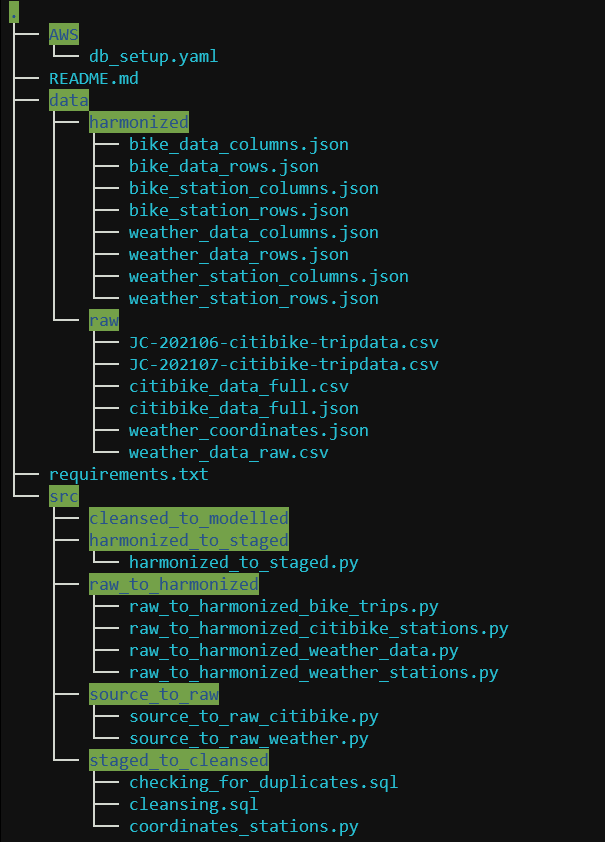 .
AWS
db_setup.yaml
README.md
data
harmonized
bike_data_columns.json
bike_data_rows.json
bike_station_columns.json
bike_station_rows.json
weather_data_columns.json
weather_data_rows.json
weather_station_columns.json
weather_station_rows.json
raw
JC-202106-citibike-tripdata.csv
JC-202107-citibike-tripdata.csv
citibike_data_full.csv
citibike_data_full.json
weather_coordinates.json
weather_data_raw.csv
requirements.txt
src
cleansed_to_modelled
harmonized_to_staged
harmonized_to_staged.py
raw_to_harmonized
raw_to_harmonized_bike_trips.py
raw_to_harmonized_citibike_stations.py
raw_to_harmonized_weather_data.py
raw_to_harmonized_weather_stations.py
source_to_raw
source_to_raw_citibike.py
source_to_raw_weather.py
staged_to_cleansed
checking_for_duplicates.sql
cleansing.sql
coordinates_stations.py